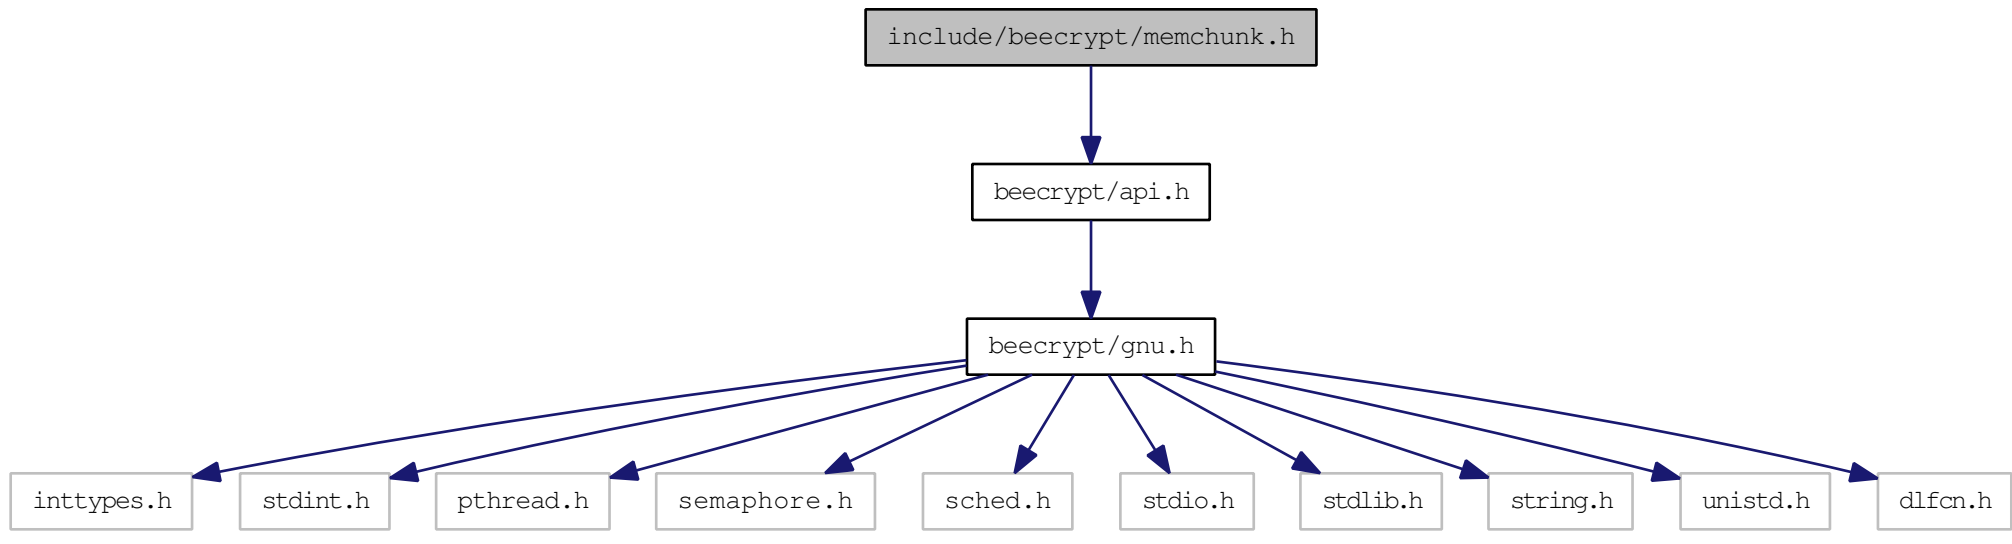 include/beecrypt/memchunk.h
beecrypt/api.h
beecrypt/gnu.h
inttypes.h
stdint.h
pthread.h
semaphore.h
sched.h
stdio.h
stdlib.h
string.h
unistd.h
dlfcn.h